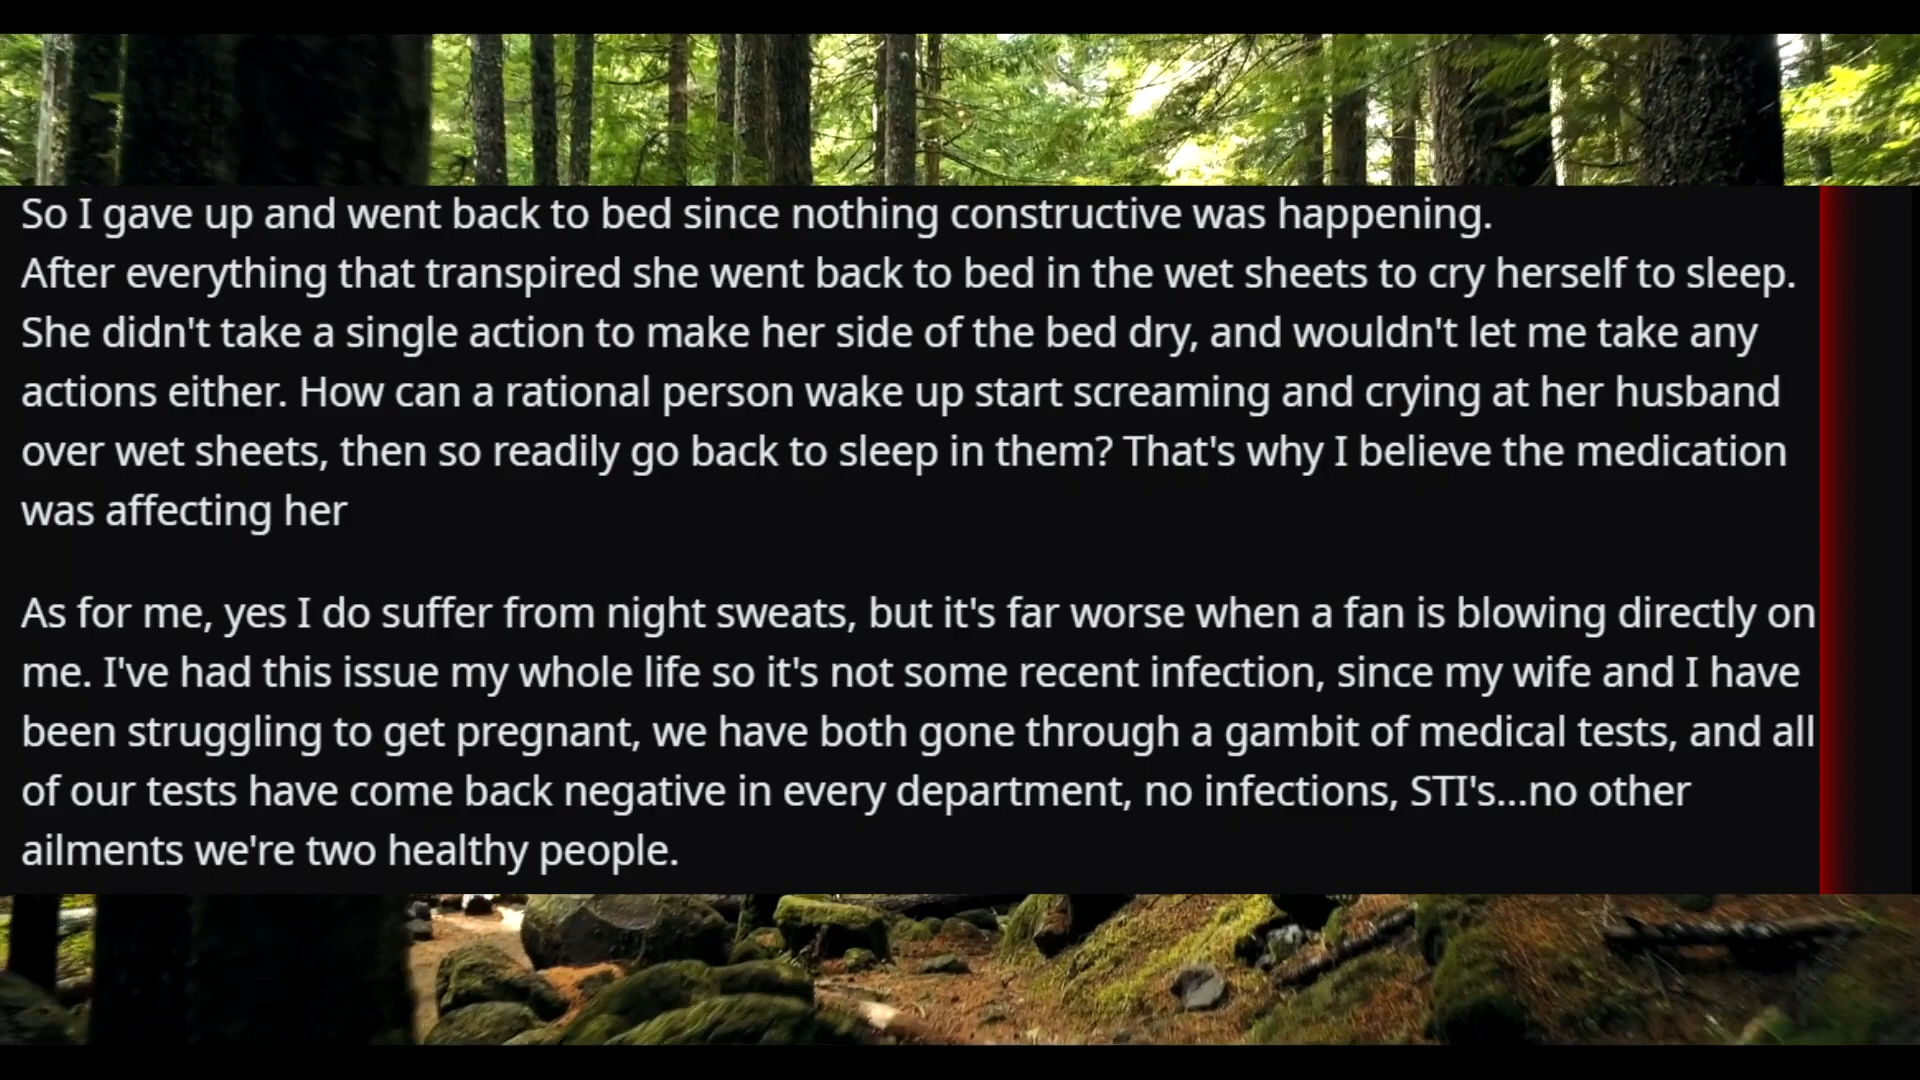 So I gave up and went back to bed since nothing constructive was happening.
After everything that transpired she went back to bed in the wet sheets to cry herself to sleep.
She didn't take a single action to make her side of the bed dry, and wouldn't let me take any
actions either. How can a rational person wake up start screaming and crying at her husband
over wet sheets, then so readily go back to sleep in them? That's why I believe the medication
was affecting her
As for me, yes I do suffer from night sweats, but it's far worse when a fan is blowing directly on
me. I've had this issue my whole life so it's not some recent infection, since my wife and I have
been struggling to get pregnant, we have both gone through a gambit of medical tests, and all
of our tests have come back negative in every department, no infections, STI's...no other
ailments we're two healthy people.